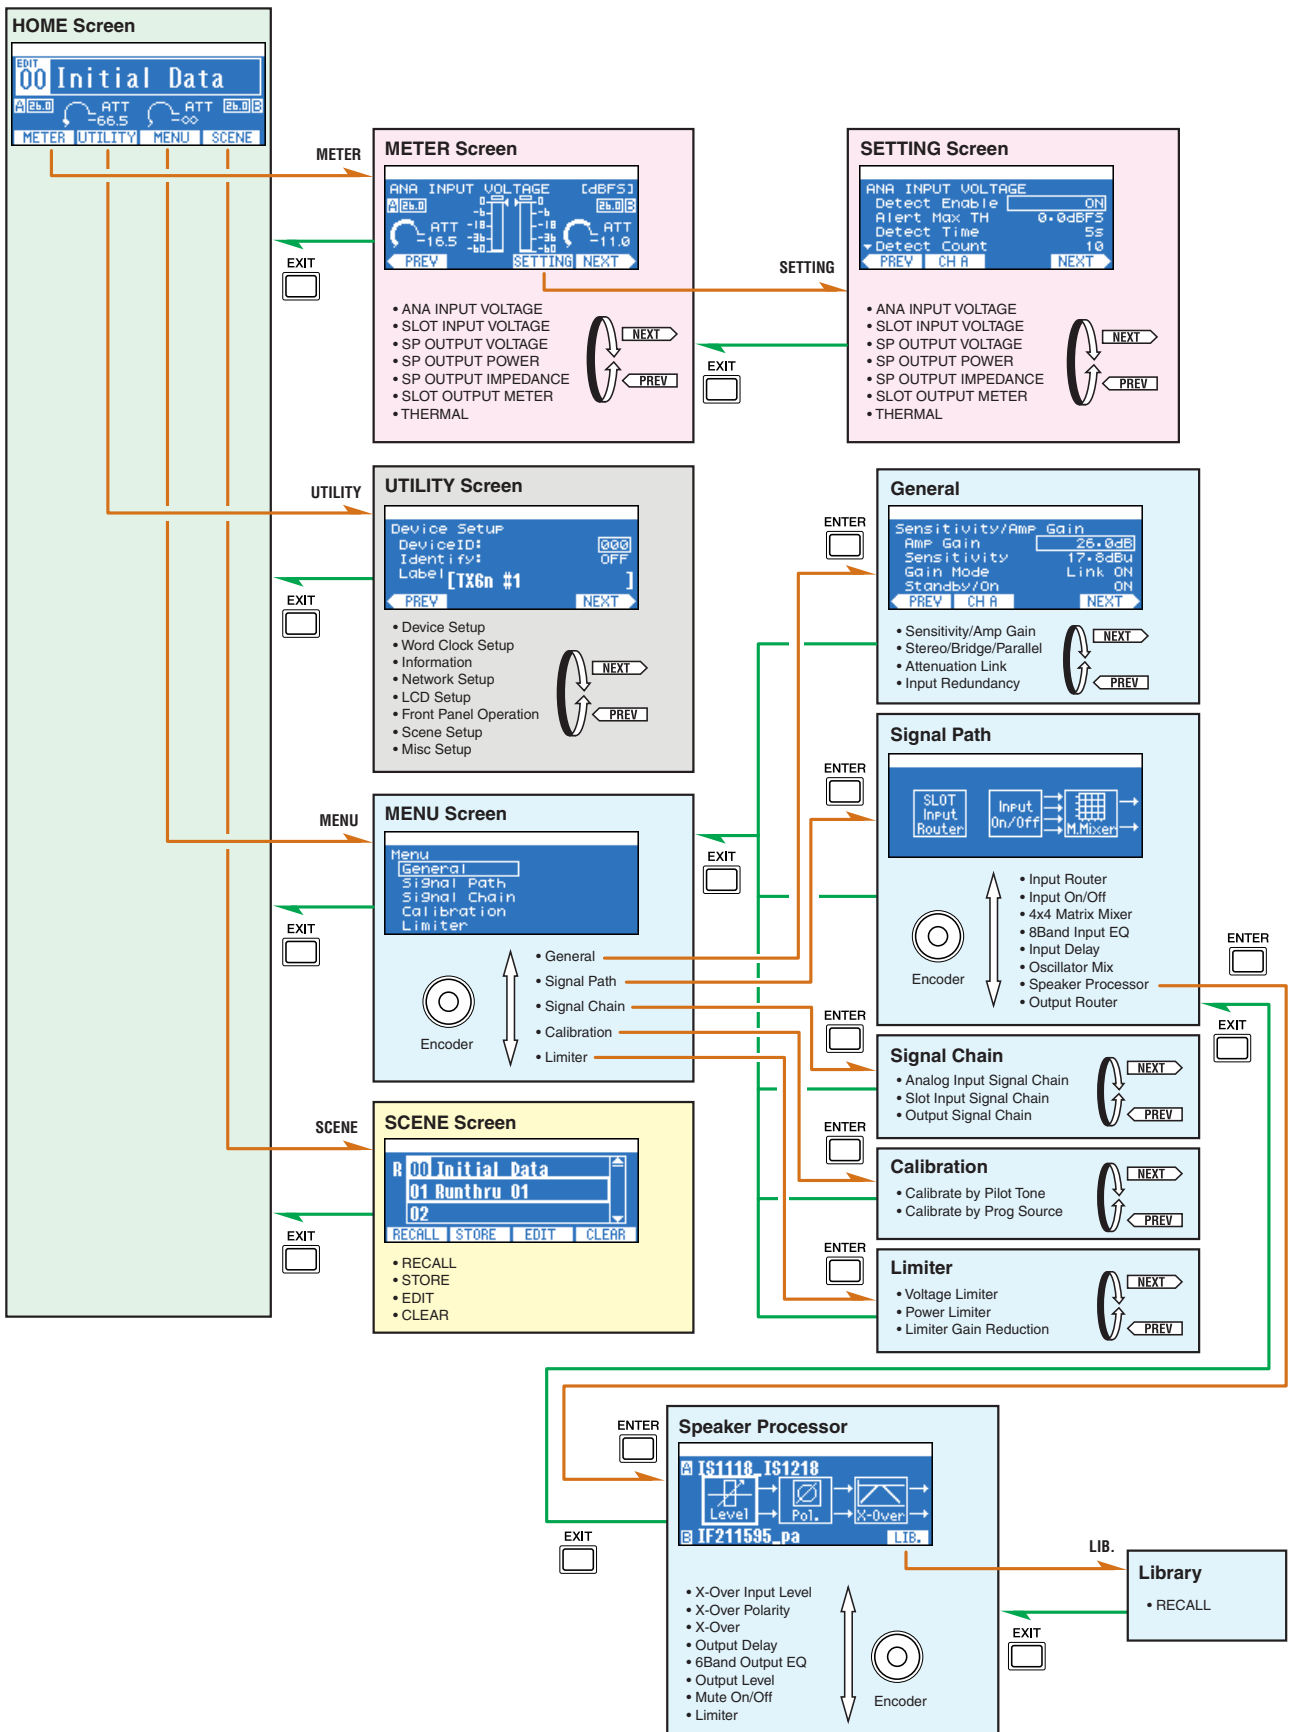 HOME Screen
EDIT
00 Initial Data
A 26.0 ATT -66.5 ATT -∞ 26.0 B
METER UTILITY MENU SCENE
METER
METER Screen
ANA INPUT VOLTAGE [dBFS]
A 26.0 0 0 26.0 B
-6 -6
ATT -18 -18 ATT
-16.5 -36 -36 -11.0
-60 -60
PREV SETTING NEXT
• ANA INPUT VOLTAGE
• SLOT INPUT VOLTAGE
• SP OUTPUT VOLTAGE
• SP OUTPUT POWER
• SP OUTPUT IMPEDANCE
• SLOT OUTPUT METER
• THERMAL
NEXT
PREV
EXIT
SETTING
SETTING Screen
ANA INPUT VOLTAGE
Detect Enable ON
Alert Max TH 0.0dBFS
Detect Time 5s
Detect Count 10
PREV CH A NEXT
• ANA INPUT VOLTAGE
• SLOT INPUT VOLTAGE
• SP OUTPUT VOLTAGE
• SP OUTPUT POWER
• SP OUTPUT IMPEDANCE
• SLOT OUTPUT METER
• THERMAL
NEXT
PREV
EXIT
UTILITY
UTILITY Screen
Device Setup
DeviceID: 000
Identify: OFF
Label [TX6n #1 ]
PREV NEXT
• Device Setup
• Word Clock Setup
• Information
• Network Setup
• LCD Setup
• Front Panel Operation
• Scene Setup
• Misc Setup
NEXT
PREV
EXIT
MENU
MENU Screen
Menu
General
Signal Path
Signal Chain
Calibration
Limiter
Encoder
• General
• Signal Path
• Signal Chain
• Calibration
• Limiter
EXIT
EXIT
SCENE
SCENE Screen
R 00 Initial Data
01 Runthru 01
02
RECALL STORE EDIT CLEAR
• RECALL
• STORE
• EDIT
• CLEAR
EXIT
ENTER
General
Sensitivity/Amp Gain
Amp Gain 26.0dB
Sensitivity 17.8dBu
Gain Mode Link ON
Standby/On ON
PREV CH A NEXT
• Sensitivity/Amp Gain
• Stereo/Bridge/Parallel
• Attenuation Link
• Input Redundancy
NEXT
PREV
ENTER
Signal Path
SLOT Input Router
Input On/Off
M.Mixer
Encoder
• Input Router
• Input On/Off
• 4x4 Matrix Mixer
• 8Band Input EQ
• Input Delay
• Oscillator Mix
• Speaker Processor
• Output Router
ENTER
EXIT
ENTER
Signal Chain
• Analog Input Signal Chain
• Slot Input Signal Chain
• Output Signal Chain
NEXT
PREV
ENTER
Calibration
• Calibrate by Pilot Tone
• Calibrate by Prog Source
NEXT
PREV
ENTER
Limiter
• Voltage Limiter
• Power Limiter
• Limiter Gain Reduction
NEXT
PREV
ENTER
Speaker Processor
A IS1118_IS1218
Level Pol. X-Over
B IF211595_pa LIB.
EXIT
• X-Over Input Level
• X-Over Polarity
• X-Over
• Output Delay
• 6Band Output EQ
• Output Level
• Mute On/Off
• Limiter
Encoder
LIB.
Library
• RECALL
EXIT